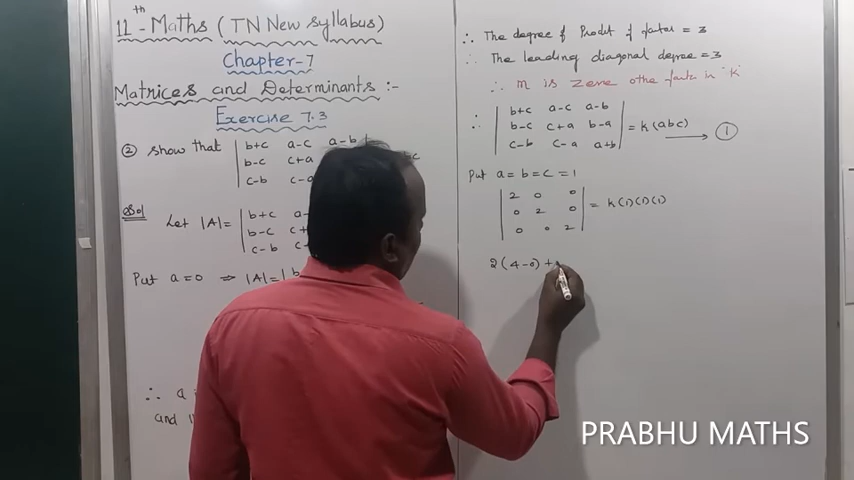 11th - Maths ( TN New syllabus)
Chapter-7
Matrices and Determinants :-
Exercise 7.3
② show that | b+c a-c a-b |
b-c c+a
c-b c-a
Sol Let |A| = | b+c a-
b-c c+
c-b c-
Put a=0 ⇒ |A| = | b
∴ a
and
∴ The degree of Prodit of factor = 3
∴ The leading diagonal degree = 3
∴ m is zero othe factor is 'k'
∴ | b+c a-c a-b |
| b-c c+a b-a | = k(abc) → ①
| c-b c-a a+b |
Put a = b = c = 1
| 2 0 0 |
| 0 2 0 | = k(1)(1)(1)
| 0 0 2 |
2(4-0) +
PRABHU MATHS